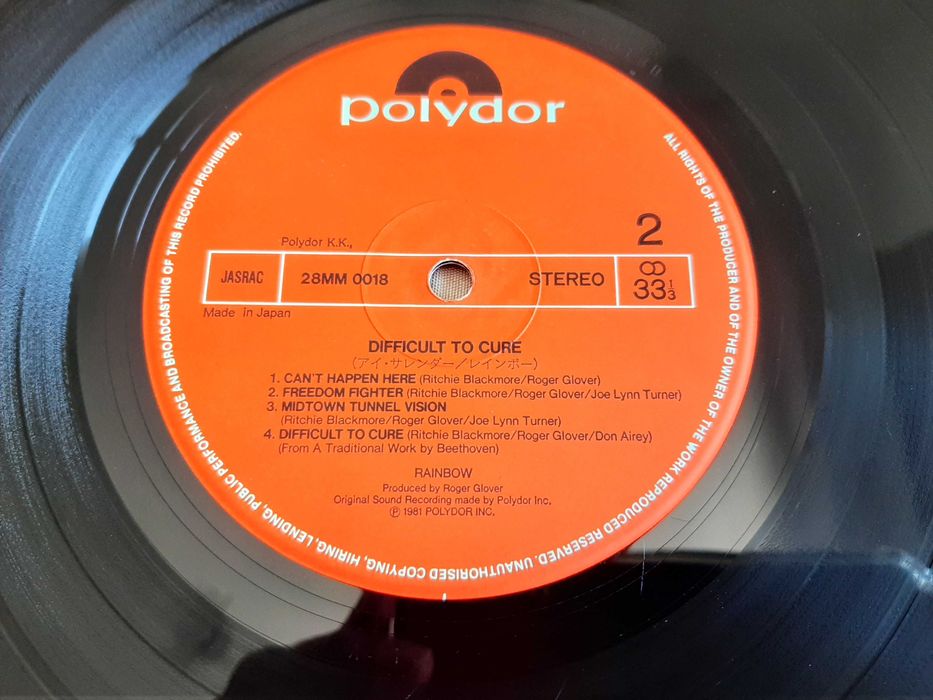 polydor
2
Polydor K.K.,
JASRAC 28MM 0018 STEREO 33 1/3
Made in Japan
DIFFICULT TO CURE
(アイ・サレンダー/レインボー)
1. CAN'T HAPPEN HERE (Ritchie Blackmore/Roger Glover)
2. FREEDOM FIGHTER (Ritchie Blackmore/Roger Glover/Joe Lynn Turner)
3. MIDTOWN TUNNEL VISION
(Ritchie Blackmore/Roger Glover/Joe Lynn Turner)
4. DIFFICULT TO CURE (Ritchie Blackmore/Roger Glover/Don Airey)
(From A Traditional Work by Beethoven)
RAINBOW
Produced by Roger Glover
Original Sound Recording made by Polydor Inc.
Ⓟ 1981 POLYDOR INC.
ALL RIGHTS OF THE PRODUCER AND OF THE OWNER OF THE WORK REPRODUCED RESERVED. UNAUTHORISED COPYING, HIRING, LENDING, PUBLIC PERFORMANCE AND BROADCASTING OF THIS RECORD PROHIBITED.